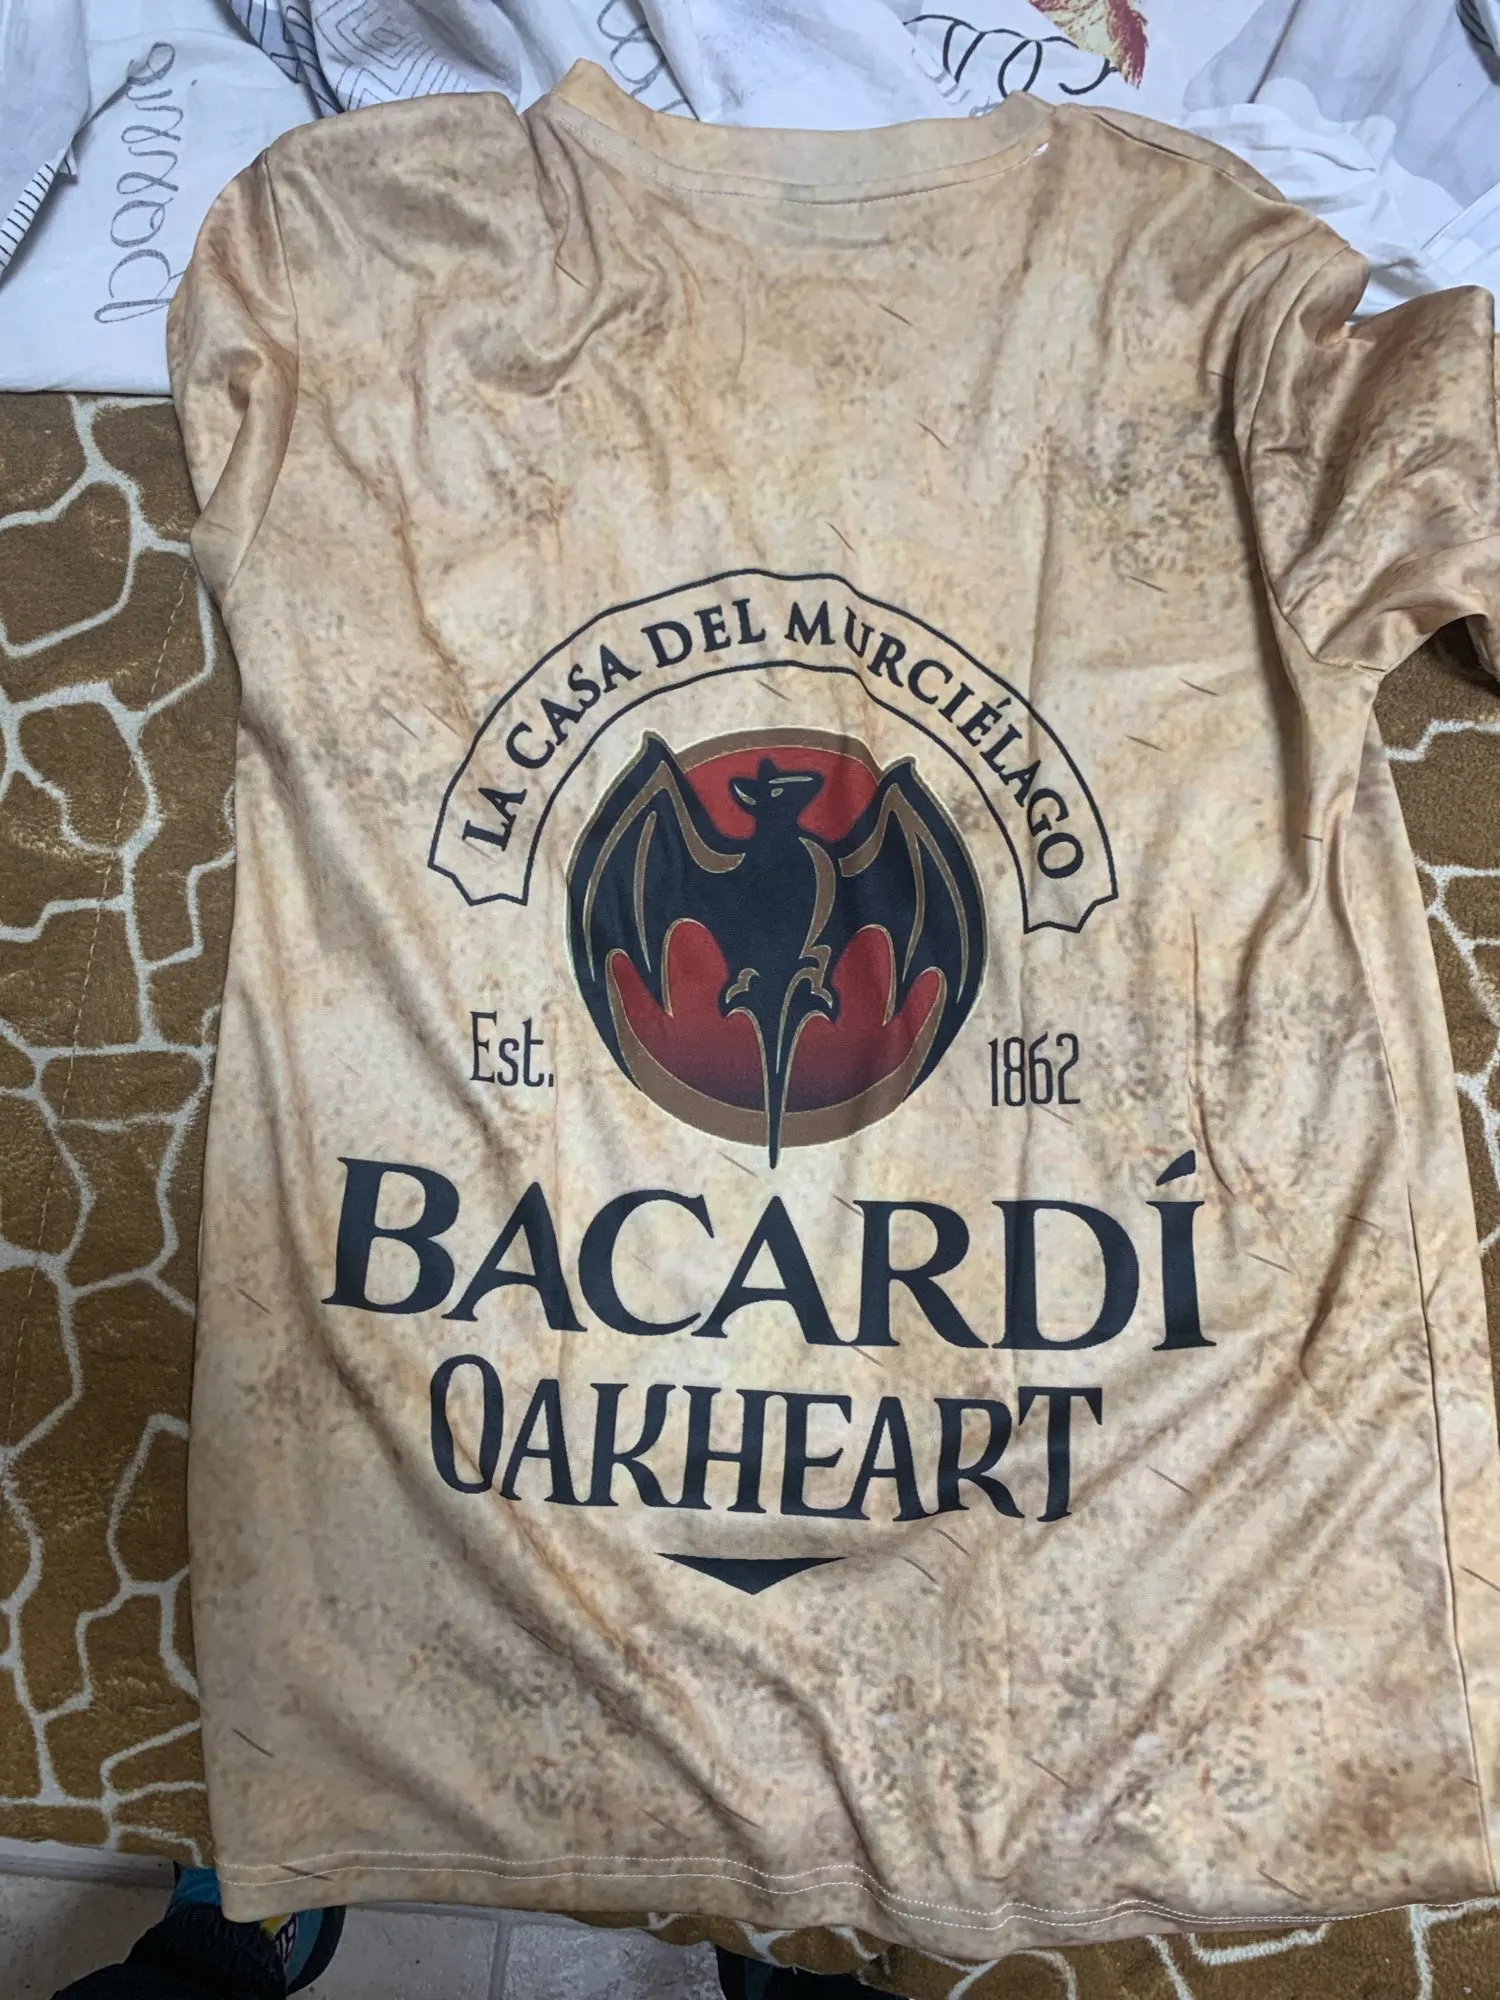 LA CASA DEL MURCIÉLAGO
Est. 1862
BACARDÍ
OAKHEART